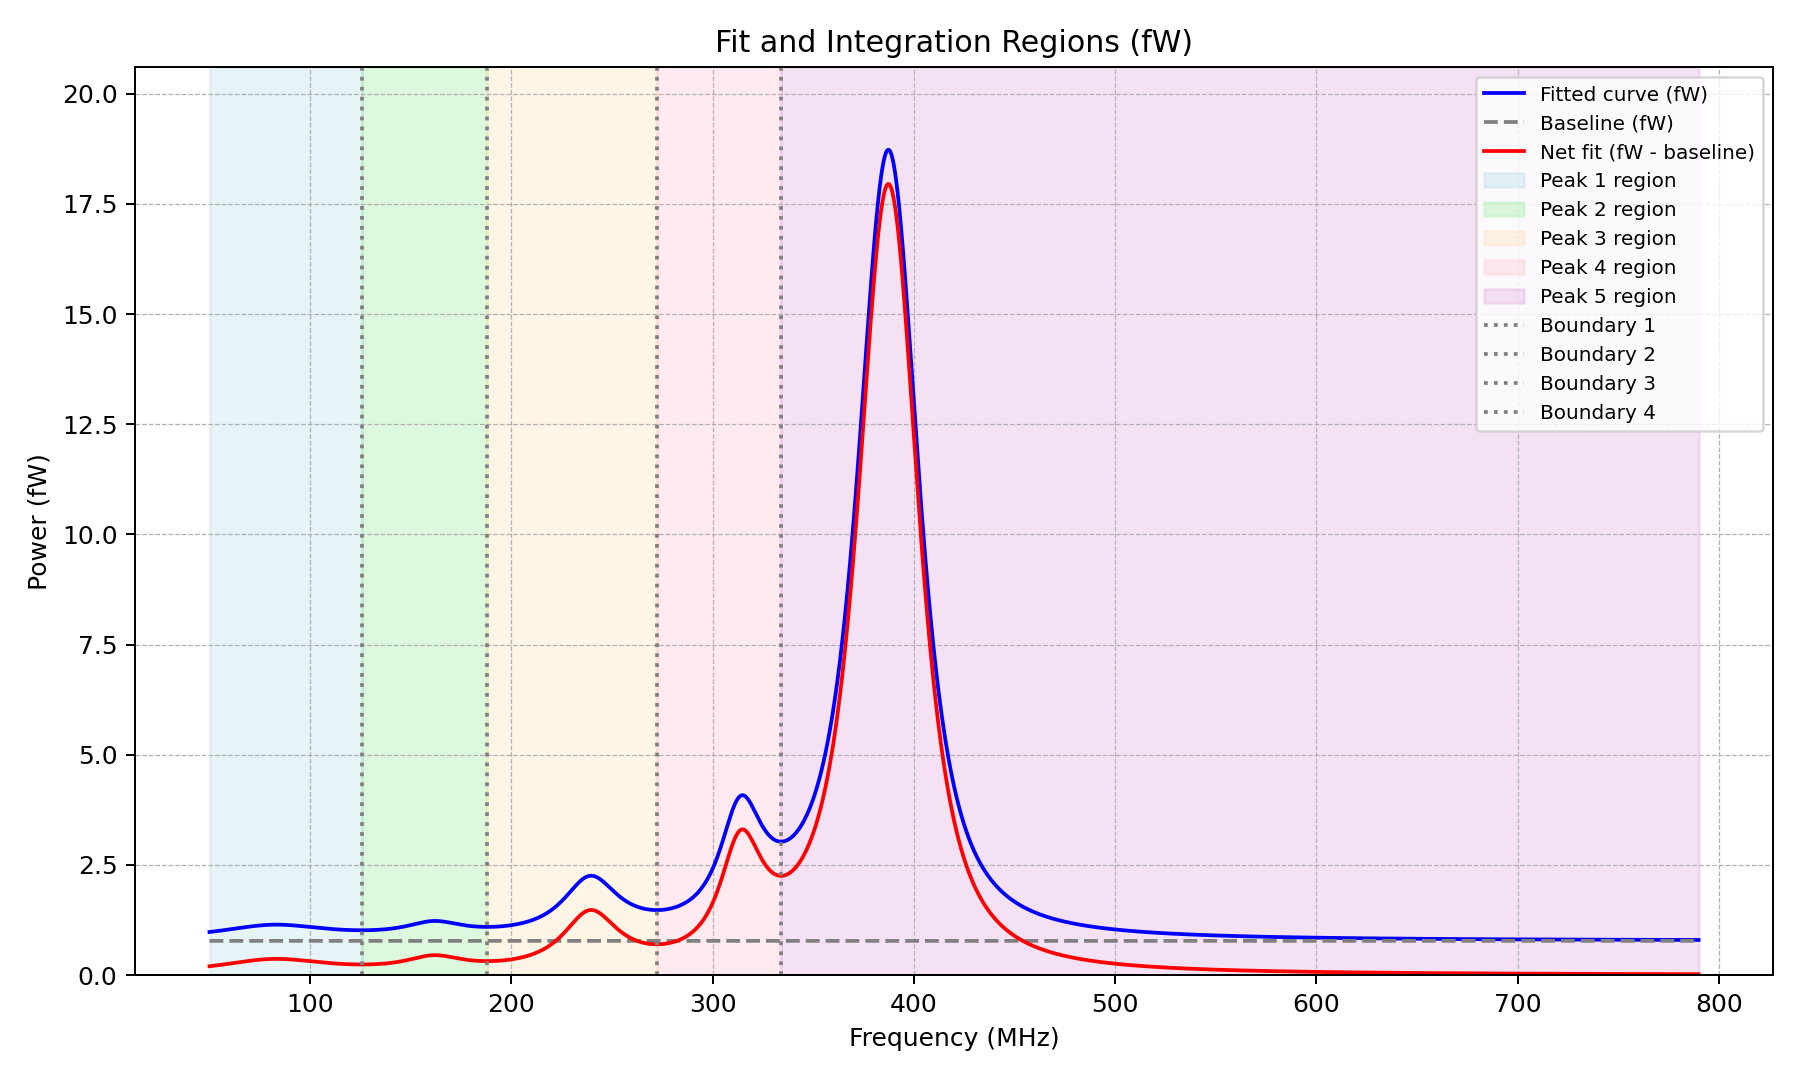 Fit and Integration Regions (fW)
20.0
17.5
15.0
12.5
10.0
7.5
5.0
2.5
0.0
Power (fW)
100 200 300 400 500 600 700 800
Frequency (MHz)
Fitted curve (fW)
Baseline (fW)
Net fit (fW - baseline)
Peak 1 region
Peak 2 region
Peak 3 region
Peak 4 region
Peak 5 region
Boundary 1
Boundary 2
Boundary 3
Boundary 4